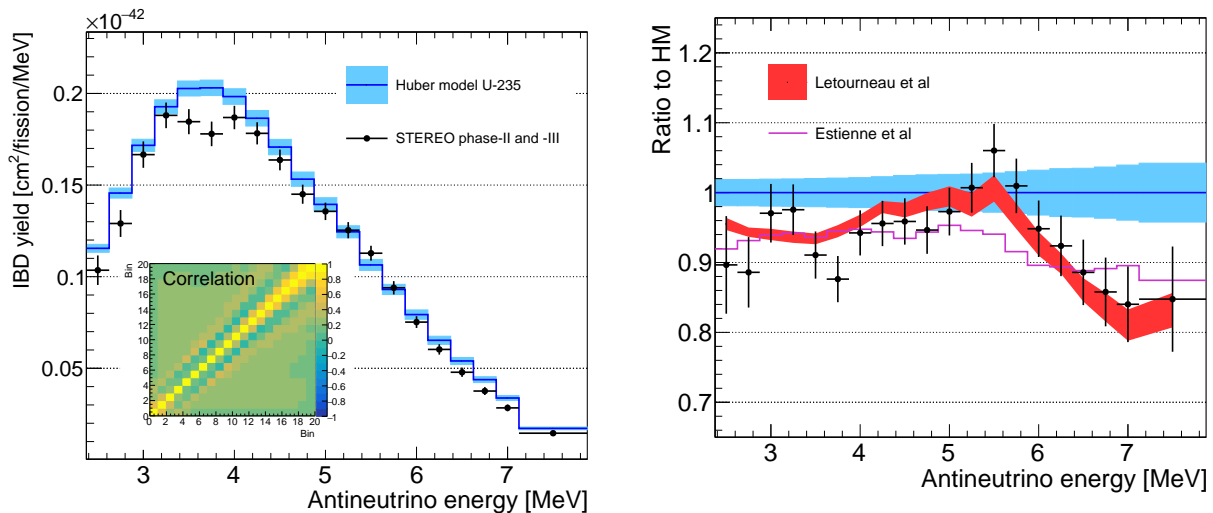 ×10⁻⁴²
IBD yield [cm²/fission/MeV]
0.2
0.15
0.1
0.05
Huber model U-235
STEREO phase-II and -III
Correlation
Bin
20
18
16
14
12
10
8
6
4
2
0
0 2 4 6 8 10 12 14 16 18 20
Bin
1
0.8
0.6
0.4
0.2
0
−0.2
−0.4
−0.6
−0.8
−1
3 4 5 6 7
Antineutrino energy [MeV]
Ratio to HM
1.2
1.1
1
0.9
0.8
0.7
Letourneau et al
Estienne et al
3 4 5 6 7
Antineutrino energy [MeV]